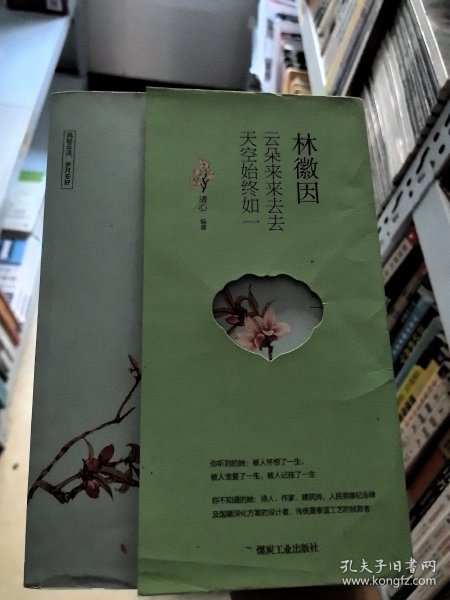 林徽因
云朵来来去去
天空始终如一
清心 编著
你听到的她：被人怀想了一生，
被人宠爱了一生，被人记挂了一生
你不知道的她：诗人、作家、建筑师、人民英雄纪念碑
及国徽深化方案的设计者、传统景泰蓝工艺的拯救者
煤炭工业出版社
孔夫子旧书网
www.kongfz.com